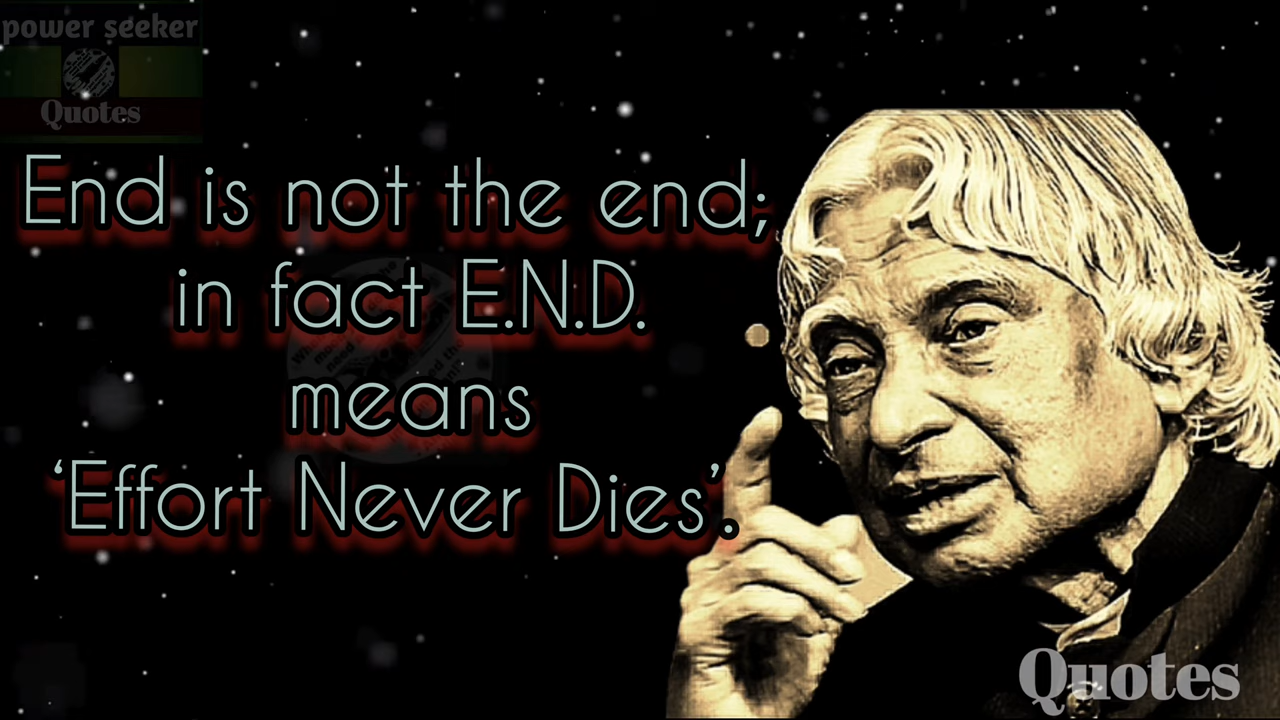 power seeker
Quotes
End is not the end;
in fact E.N.D.
means
‘Effort Never Dies’.
Quotes